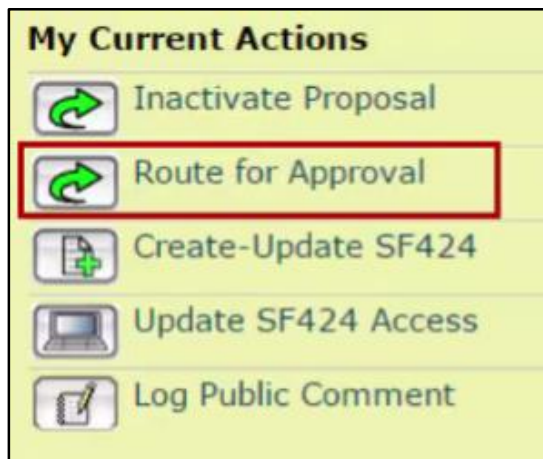 My Current Actions
Inactivate Proposal
Route for Approval
Create-Update SF424
Update SF424 Access
Log Public Comment